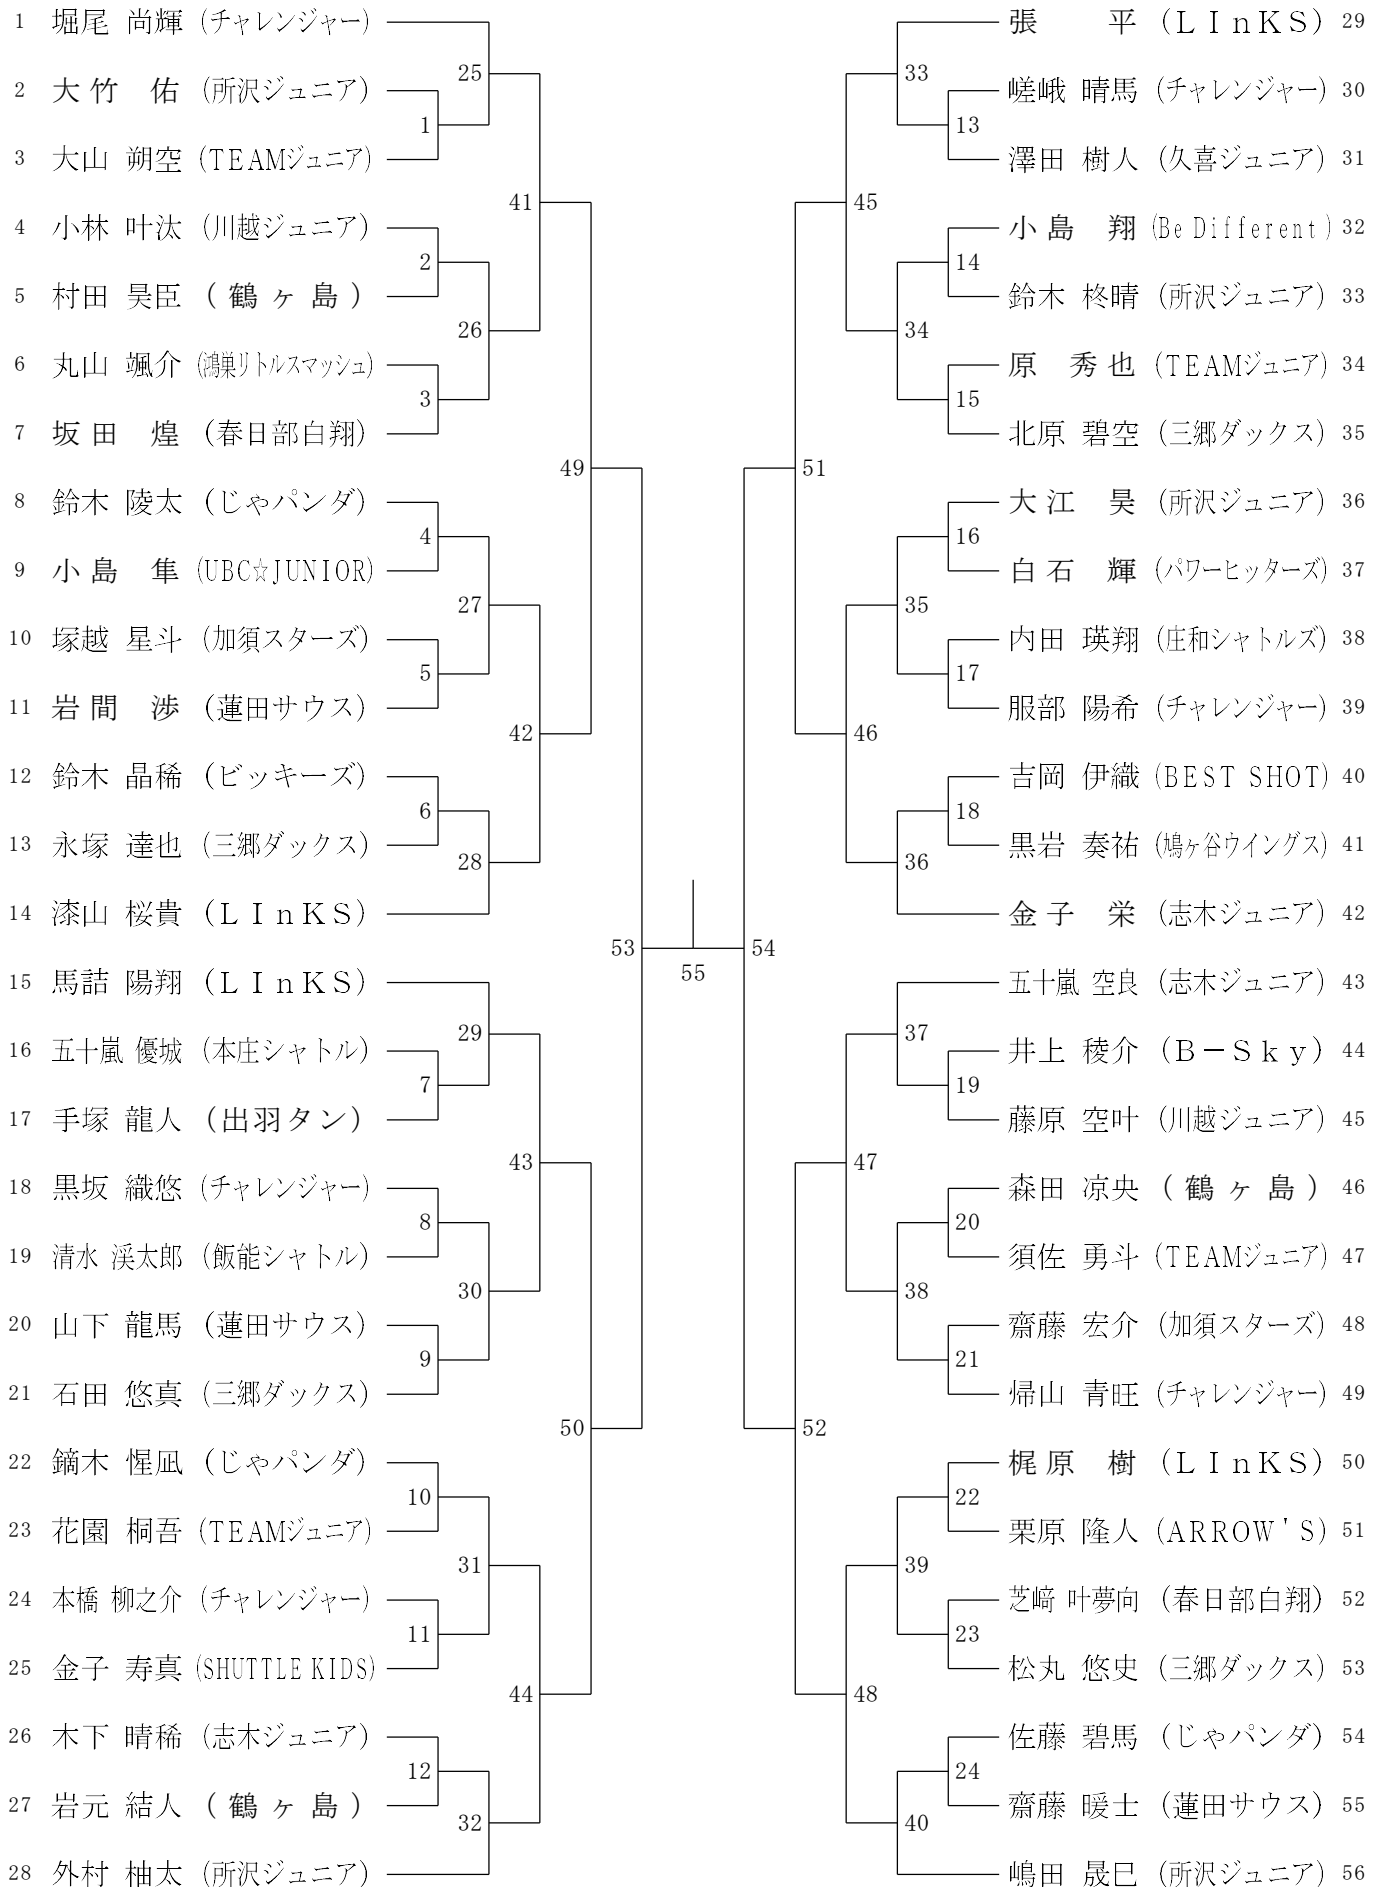 1 堀尾 尚輝 (チャレンジャー)
2 大竹 佑 (所沢ジュニア)
3 大山 朔空 (TEAMジュニア)
4 小林 叶汰 (川越ジュニア)
5 村田 昊臣 (鶴ヶ島)
6 丸山 颯介 (鴻巣リトルスマッシュ)
7 坂田 煌 (春日部白翔)
8 鈴木 陵太 (じゃパンダ)
9 小島 隼 (UBC☆JUNIOR)
10 塚越 星斗 (加須スターズ)
11 岩間 渉 (蓮田サウス)
12 鈴木 晶稀 (ビッキーズ)
13 永塚 達也 (三郷ダックス)
14 漆山 桜貴 (LInKS)
15 馬詰 陽翔 (LInKS)
16 五十嵐 優城 (本庄シャトル)
17 手塚 龍人 (出羽タン)
18 黒坂 織悠 (チャレンジャー)
19 清水 渓太郎 (飯能シャトル)
20 山下 龍馬 (蓮田サウス)
21 石田 悠真 (三郷ダックス)
22 鏑木 惺凪 (じゃパンダ)
23 花園 桐吾 (TEAMジュニア)
24 本橋 柳之介 (チャレンジャー)
25 金子 寿真 (SHUTTLE KIDS)
26 木下 晴稀 (志木ジュニア)
27 岩元 結人 (鶴ヶ島)
28 外村 柚太 (所沢ジュニア)
1
2
3
4
5
6
7
8
9
10
11
12
25
26
27
28
29
30
31
32
41
42
43
44
49
50
53
55
54
51
52
45
46
47
48
33
34
35
36
37
38
39
40
13
14
15
16
17
18
19
20
21
22
23
24
張 平 (LInKS) 29
嵯峨 晴馬 (チャレンジャー) 30
澤田 樹人 (久喜ジュニア) 31
小島 翔 (Be Different) 32
鈴木 柊晴 (所沢ジュニア) 33
原 秀也 (TEAMジュニア) 34
北原 碧空 (三郷ダックス) 35
大江 昊 (所沢ジュニア) 36
白石 輝 (パワーヒッターズ) 37
内田 瑛翔 (庄和シャトルズ) 38
服部 陽希 (チャレンジャー) 39
吉岡 伊織 (BEST SHOT) 40
黒岩 奏祐 (鳩ヶ谷ウイングス) 41
金子 栄 (志木ジュニア) 42
五十嵐 空良 (志木ジュニア) 43
井上 稜介 (B－Sky) 44
藤原 空叶 (川越ジュニア) 45
森田 凉央 (鶴ヶ島) 46
須佐 勇斗 (TEAMジュニア) 47
齋藤 宏介 (加須スターズ) 48
帰山 青旺 (チャレンジャー) 49
梶原 樹 (LInKS) 50
栗原 隆人 (ARROW'S) 51
芝﨑 叶夢向 (春日部白翔) 52
松丸 悠史 (三郷ダックス) 53
佐藤 碧馬 (じゃパンダ) 54
齋藤 暖士 (蓮田サウス) 55
嶋田 晟巳 (所沢ジュニア) 56